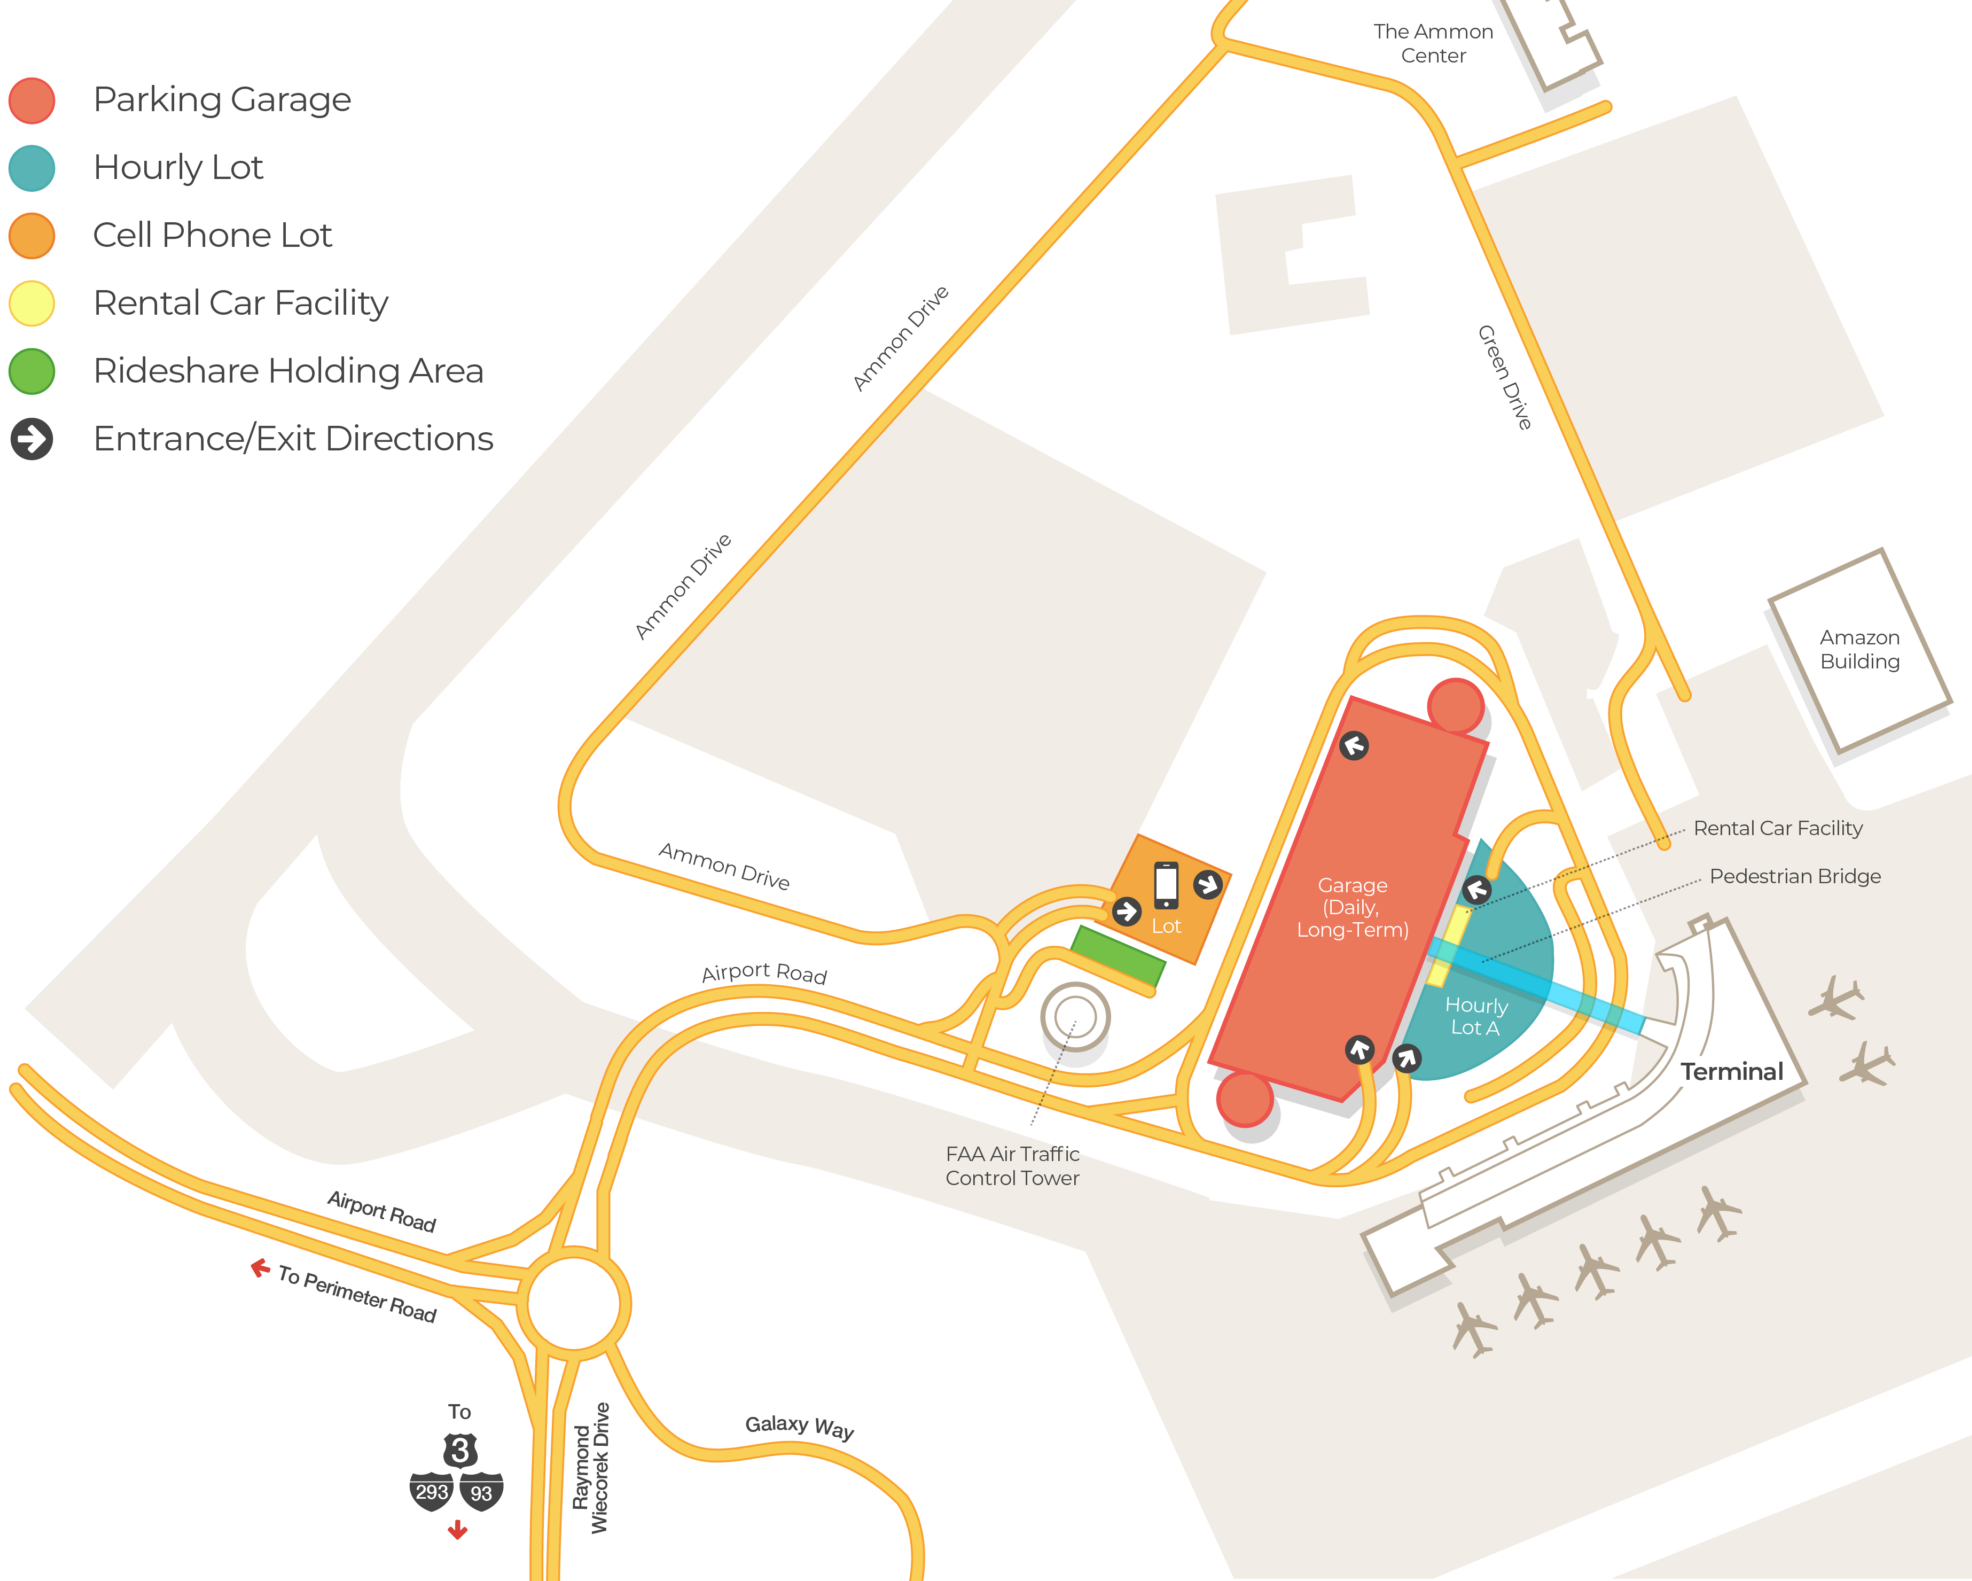 Parking Garage
Hourly Lot
Cell Phone Lot
Rental Car Facility
Rideshare Holding Area
Entrance/Exit Directions
The Ammon
Center
Ammon Drive
Green Drive
Ammon Drive
Amazon
Building
Rental Car Facility
Pedestrian Bridge
Ammon Drive
Garage
(Daily,
Long-Term)
Lot
Airport Road
Hourly
Lot A
Terminal
FAA Air Traffic
Control Tower
Airport Road
To Perimeter Road
To
3
293
93
Raymond
Wiecorek Drive
Galaxy Way